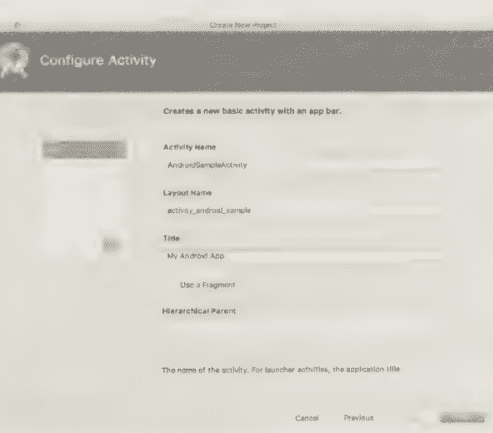 Create New Project
Configure Activity
Creates a new basic activity with an app bar.
Activity Name
AndroidSampleActivity
Layout Name
activity_android_sample
Title
My Android App
Use a Fragment
Hierarchical Parent
The name of the activity. For launcher activities, the application title
Cancel
Previous